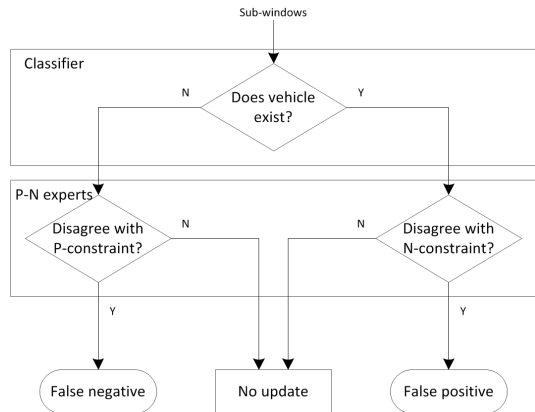 Sub-windows
Classifier
N
Does vehicle
exist?
Y
P-N experts
Disagree with
P-constraint?
N
N
Disagree with
N-constraint?
Y
Y
False negative
No update
False positive